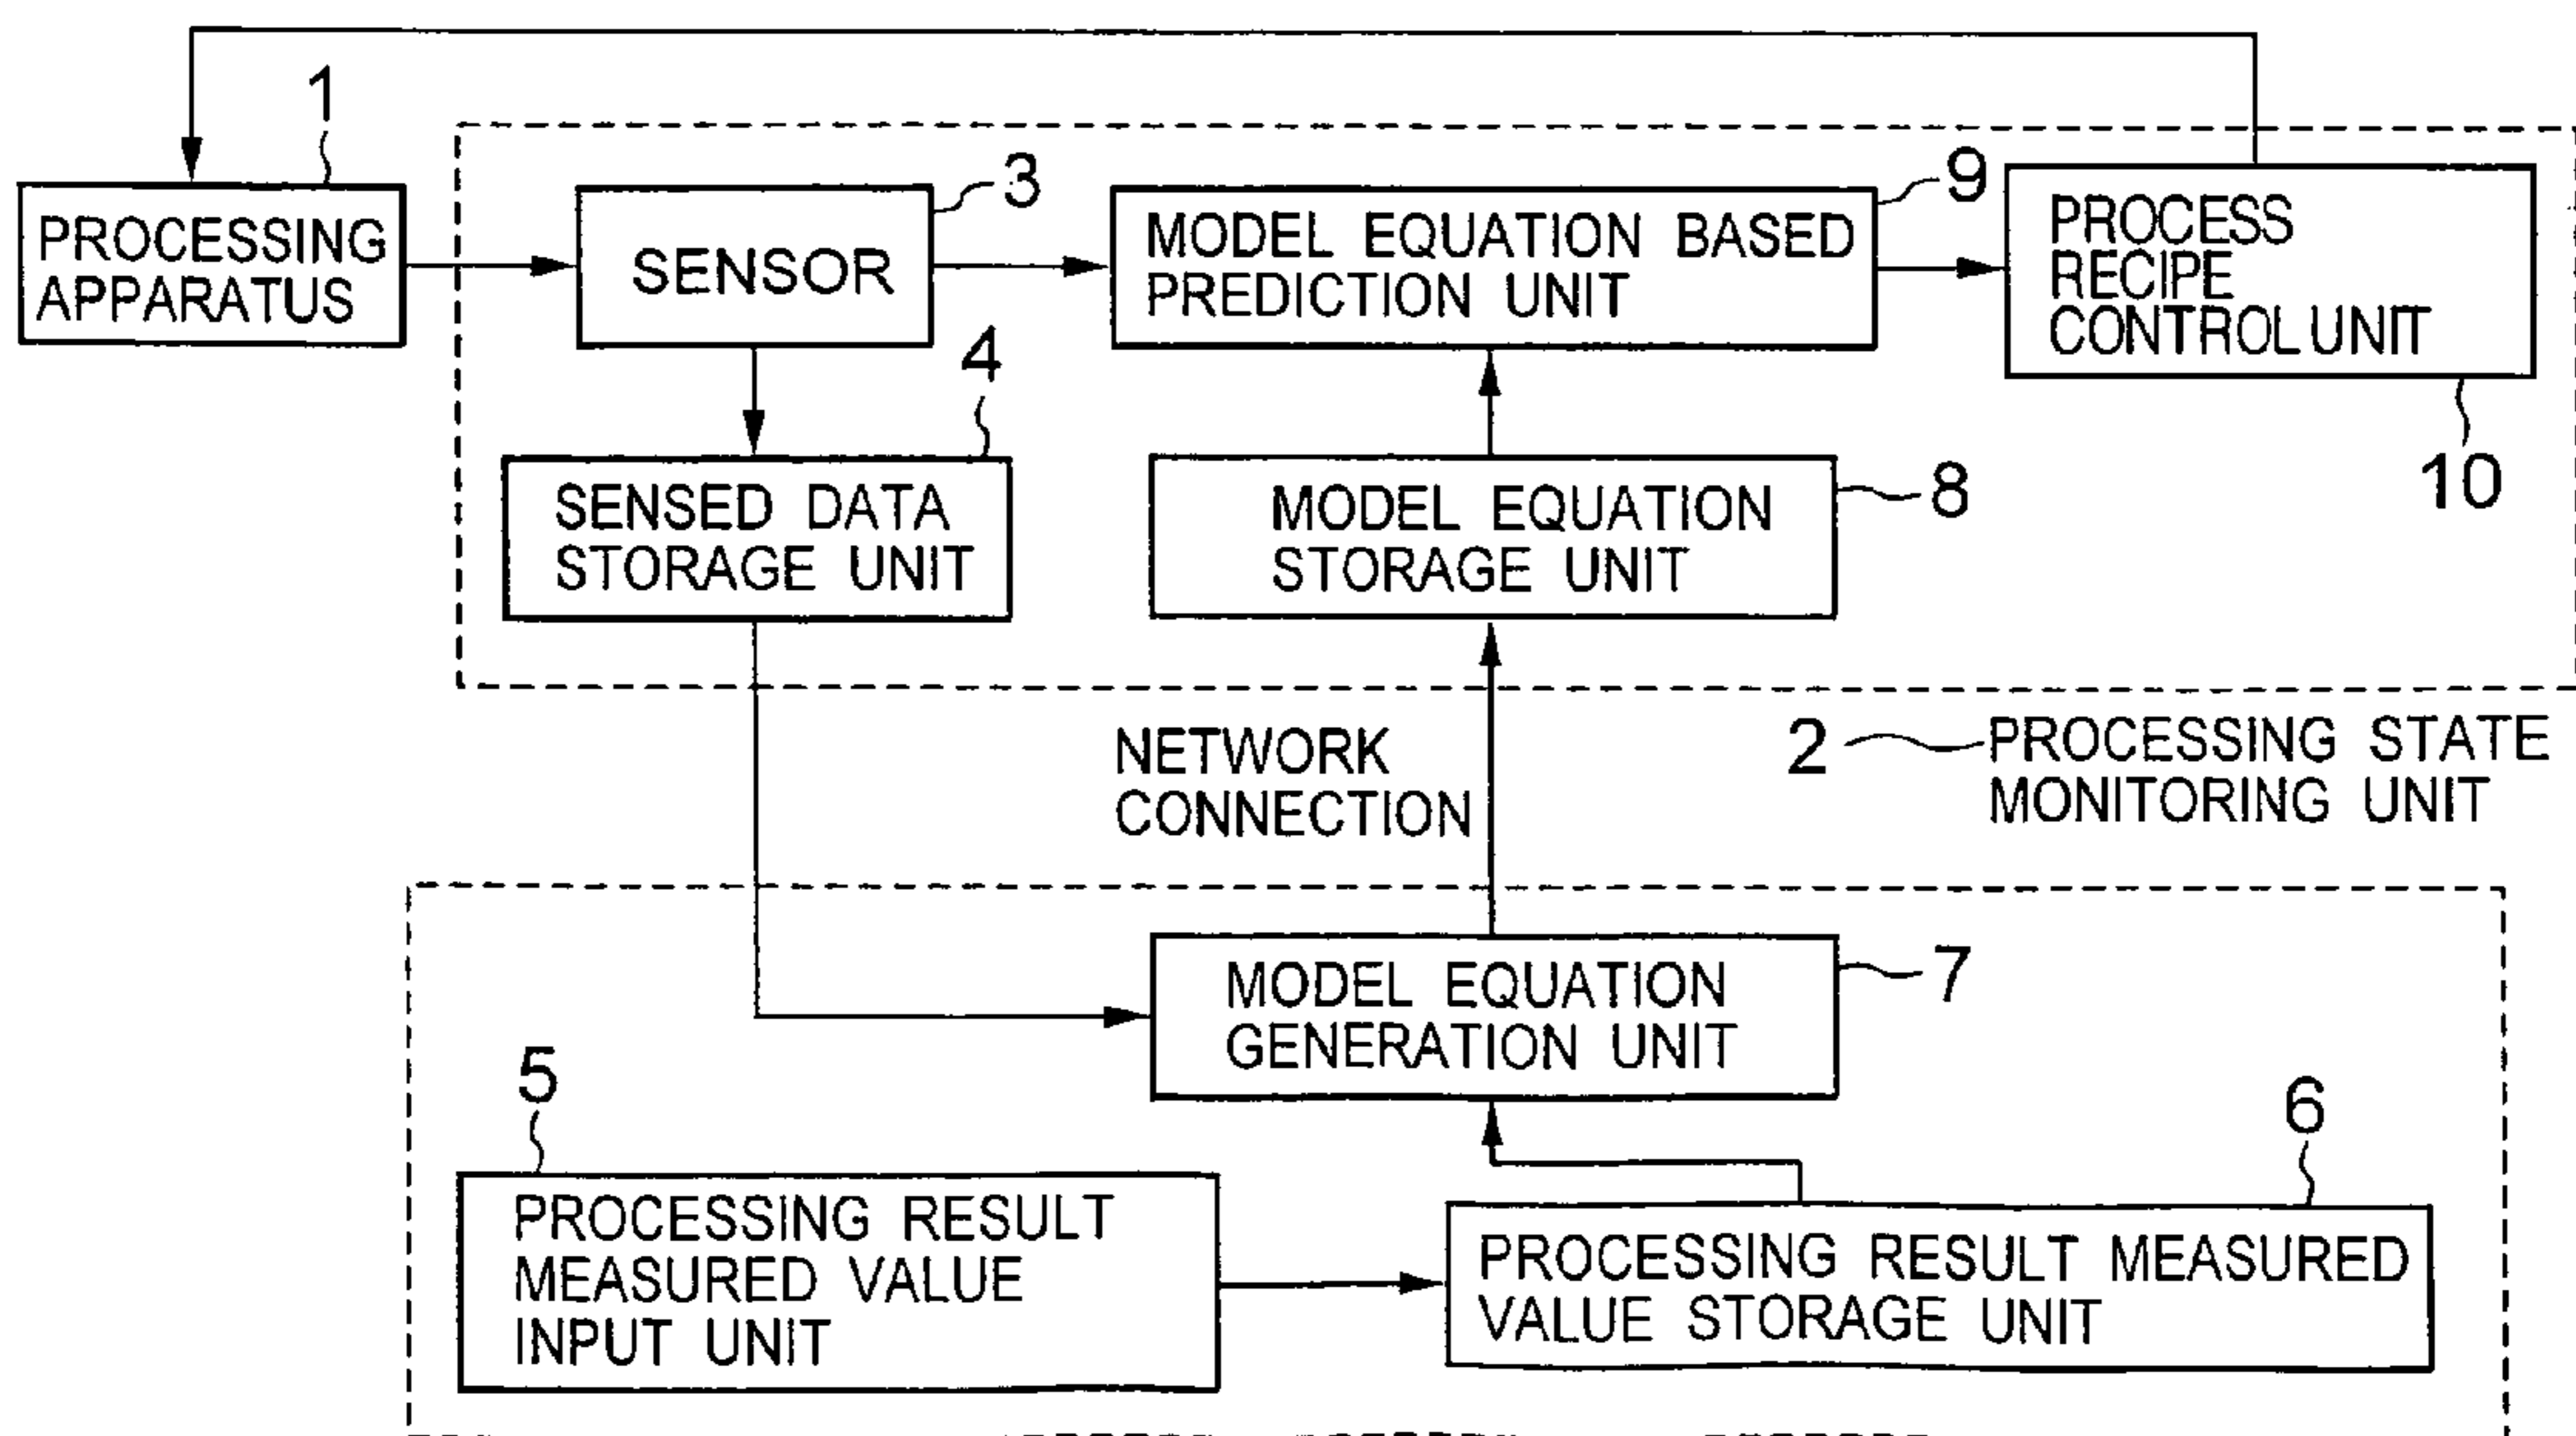 1
PROCESSING
APPARATUS
3
SENSOR
9
MODEL EQUATION BASED
PREDICTION UNIT
PROCESS
RECIPE
CONTROL UNIT
10
4
SENSED DATA
STORAGE UNIT
8
MODEL EQUATION
STORAGE UNIT
NETWORK
CONNECTION
2
PROCESSING STATE
MONITORING UNIT
7
MODEL EQUATION
GENERATION UNIT
5
PROCESSING RESULT
MEASURED VALUE
INPUT UNIT
6
PROCESSING RESULT MEASURED
VALUE STORAGE UNIT